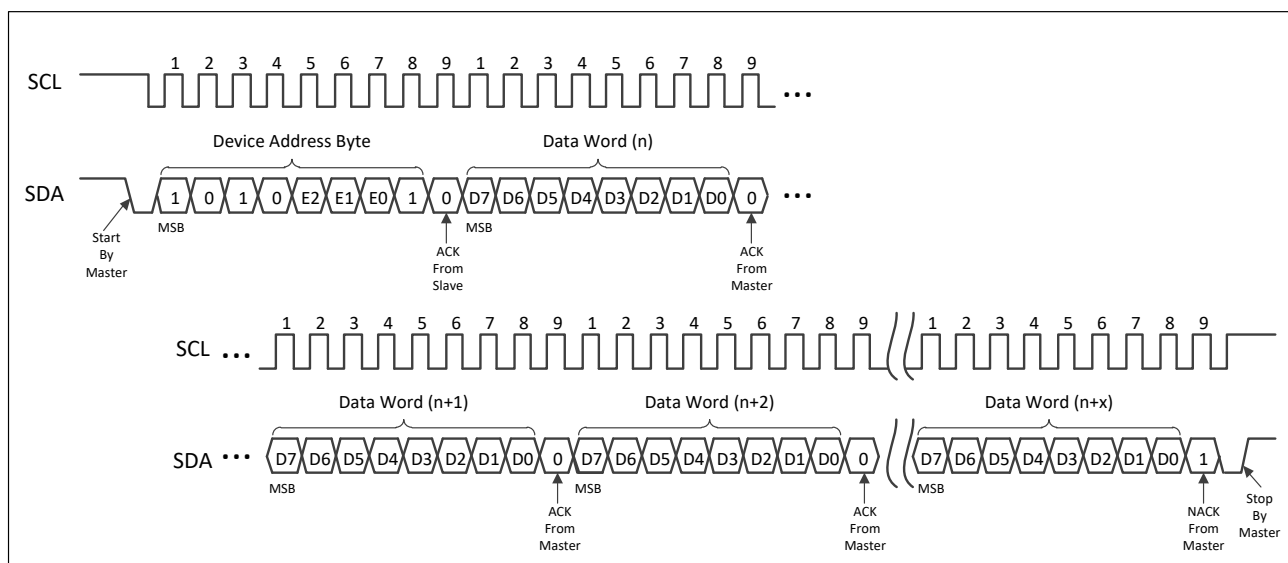 1 2 3 4 5 6 7 8 9 1 2 3 4 5 6 7 8 9
SCL ...
Device Address Byte Data Word (n)
SDA 1 0 1 0 E2 E1 E0 1 0 D7 D6 D5 D4 D3 D2 D1 D0 0 ...
MSB MSB
Start By Master
ACK From Slave
ACK From Master
1 2 3 4 5 6 7 8 9 1 2 3 4 5 6 7 8 9 1 2 3 4 5 6 7 8 9
SCL ...
Data Word (n+1) Data Word (n+2) Data Word (n+x)
SDA ... D7 D6 D5 D4 D3 D2 D1 D0 0 D7 D6 D5 D4 D3 D2 D1 D0 0 D7 D6 D5 D4 D3 D2 D1 D0 1
MSB MSB MSB
ACK From Master
ACK From Master
NACK From Master
Stop By Master